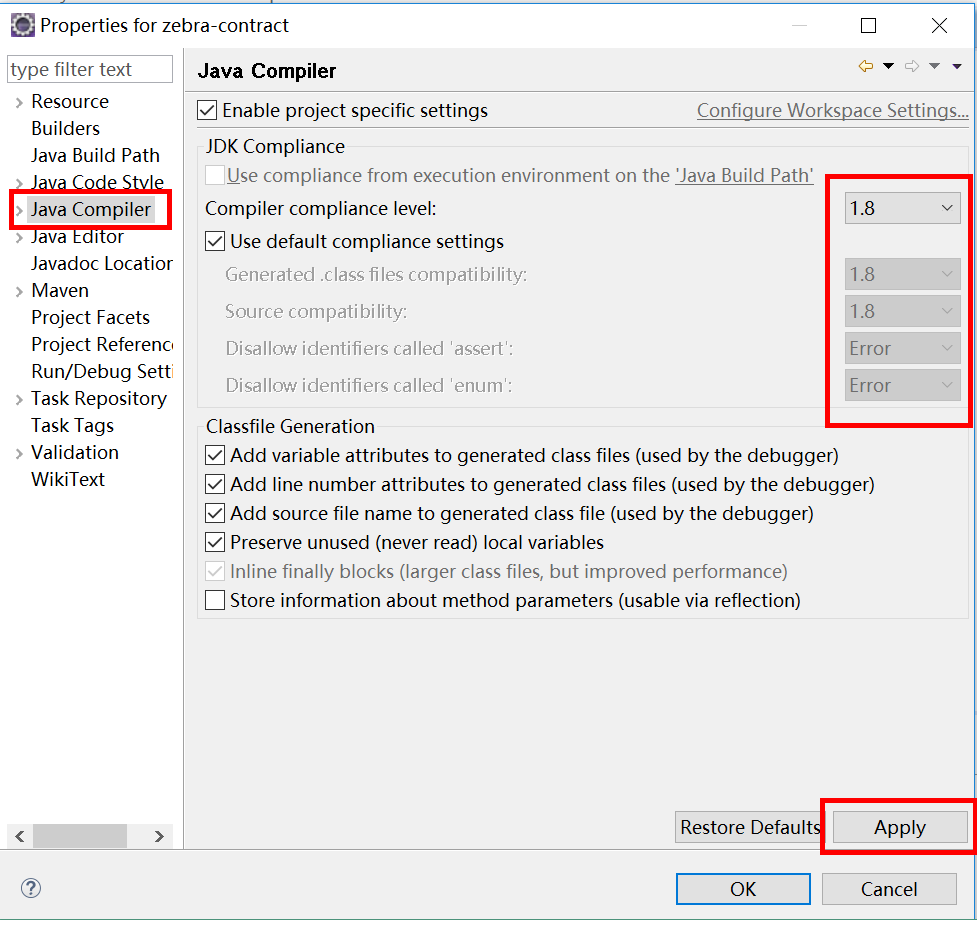 Properties for zebra-contract
type filter text
Resource
Builders
Java Build Path
Java Code Style
Java Compiler
Java Editor
Javadoc Location
Maven
Project Facets
Project Referenc
Run/Debug Setti
Task Repository
Task Tags
Validation
WikiText
Java Compiler
Enable project specific settings
Configure Workspace Settings...
JDK Compliance
Use compliance from execution environment on the 'Java Build Path'
Compiler compliance level: 1.8
Use default compliance settings
Generated .class files compatibility: 1.8
Source compatibility: 1.8
Disallow identifiers called 'assert': Error
Disallow identifiers called 'enum': Error
Classfile Generation
Add variable attributes to generated class files (used by the debugger)
Add line number attributes to generated class files (used by the debugger)
Add source file name to generated class file (used by the debugger)
Preserve unused (never read) local variables
Inline finally blocks (larger class files, but improved performance)
Store information about method parameters (usable via reflection)
Restore Defaults
Apply
?
OK
Cancel